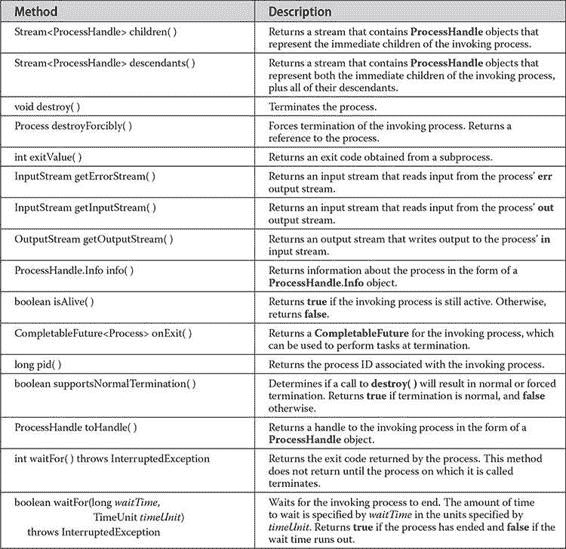 Method Description
Stream<ProcessHandle> children( ) Returns a stream that contains ProcessHandle objects that
represent the immediate children of the invoking process.
Stream<ProcessHandle> descendants( ) Returns a stream that contains ProcessHandle objects that
represent both the immediate children of the invoking process,
plus all of their descendants.
void destroy( ) Terminates the process.
Process destroyForcibly( ) Forces termination of the invoking process. Returns a
reference to the process.
int exitValue( ) Returns an exit code obtained from a subprocess.
InputStream getErrorStream( ) Returns an input stream that reads input from the process' err
output stream.
InputStream getInputStream( ) Returns an input stream that reads input from the process' out
output stream.
OutputStream getOutputStream( ) Returns an output stream that writes output to the process' in
input stream.
ProcessHandle.Info info( ) Returns information about the process in the form of a
ProcessHandle.Info object.
boolean isAlive( ) Returns true if the invoking process is still active. Otherwise,
returns false.
CompletableFuture<Process> onExit( ) Returns a CompletableFuture for the invoking process, which
can be used to perform tasks at termination.
long pid( ) Returns the process ID associated with the invoking process.
boolean supportsNormalTermination( ) Determines if a call to destroy( ) will result in normal or forced
termination. Returns true if termination is normal, and false
otherwise.
ProcessHandle toHandle( ) Returns a handle to the invoking process in the form of a
ProcessHandle object.
int waitFor( ) throws InterruptedException Returns the exit code returned by the process. This method
does not return until the process on which it is called
terminates.
boolean waitFor(long waitTime, Waits for the invoking process to end. The amount of time
TimeUnit timeUnit) to wait is specified by waitTime in the units specified by
throws InterruptedException timeUnit. Returns true if the process has ended and false if the
wait time runs out.